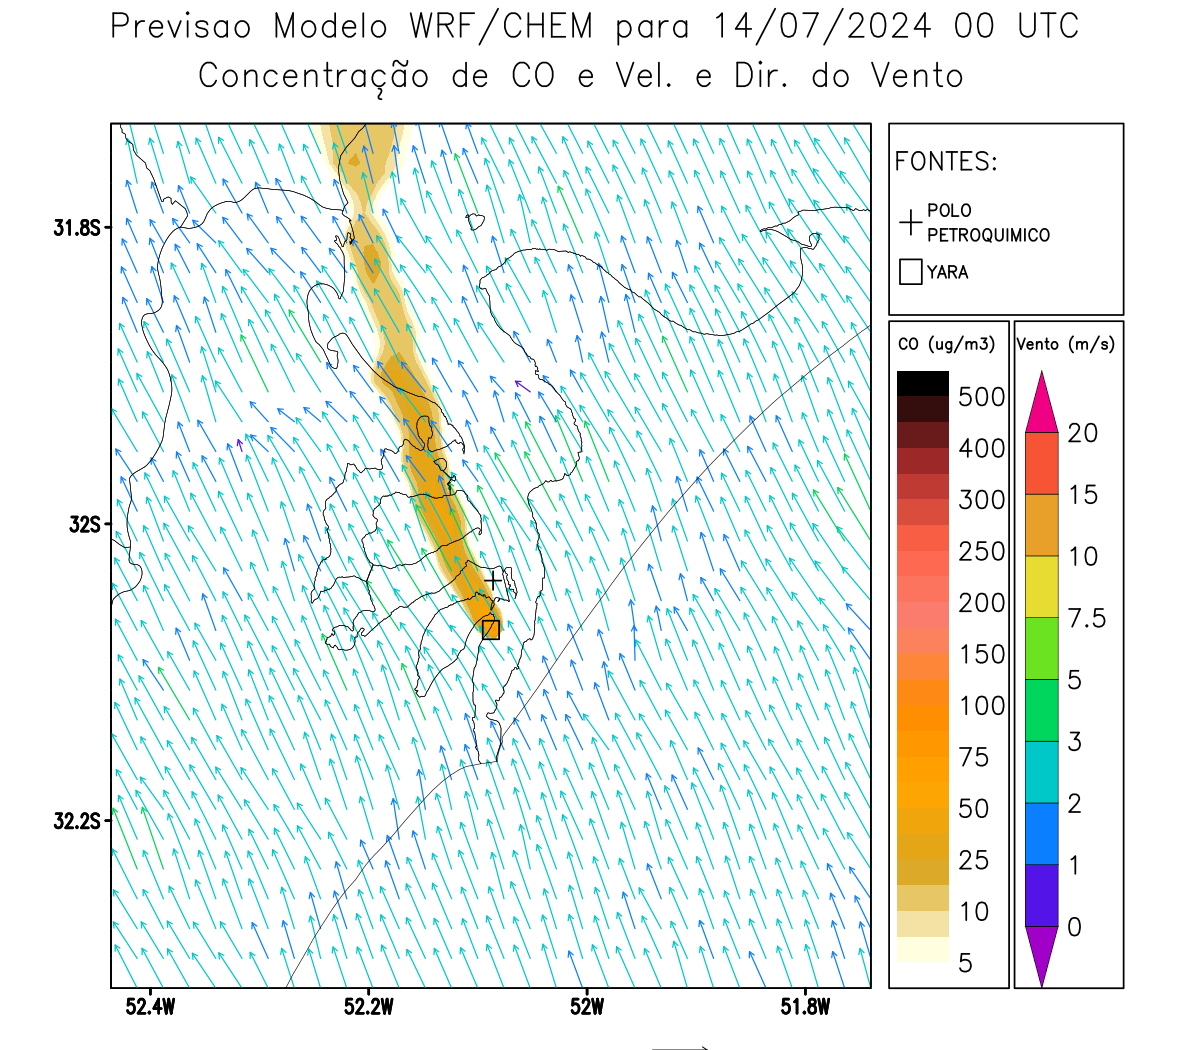 Previsao Modelo WRF/CHEM para 14/07/2024 00 UTC
Concentração de CO e Vel. e Dir. do Vento
FONTES:
POLO
PETROQUIMICO
YARA
CO (ug/m3)
500
400
300
250
200
150
100
75
50
25
10
5
Vento (m/s)
20
15
10
7.5
5
3
2
1
0
31.8S
32S
32.2S
52.4W
52.2W
52W
51.8W